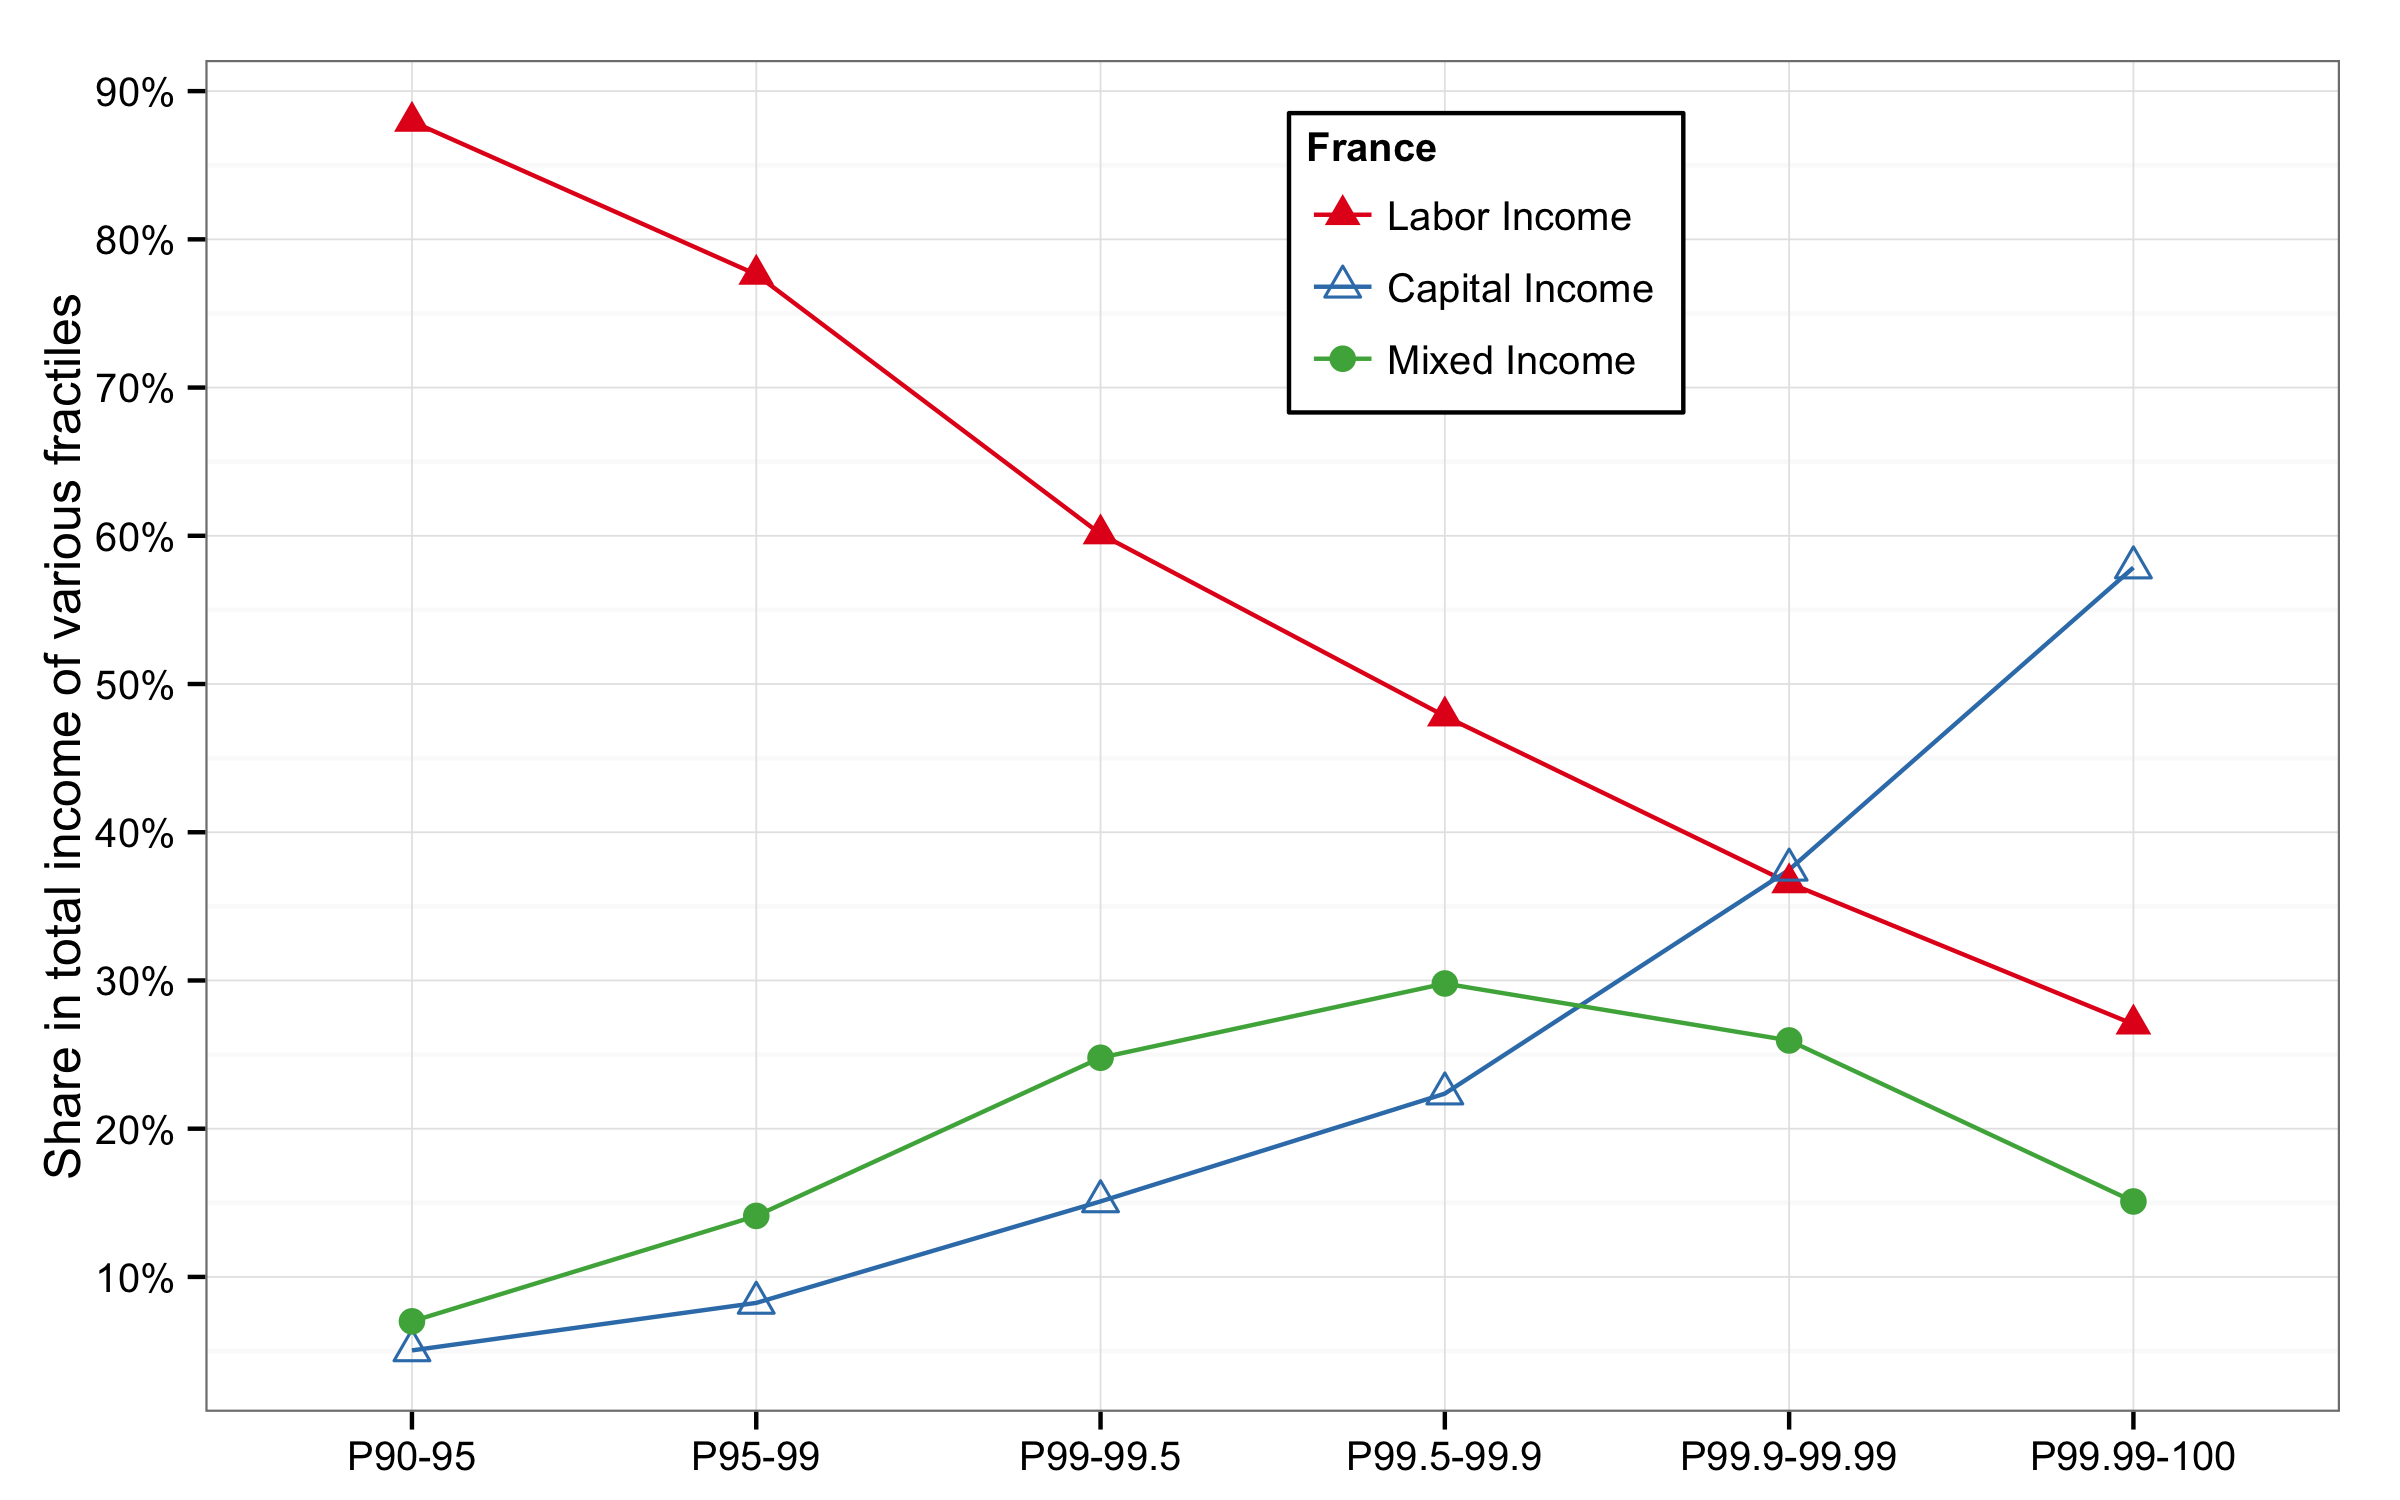 Share in total income of various fractiles
90%
80%
70%
60%
50%
40%
30%
20%
10%
France
Labor Income
Capital Income
Mixed Income
P90-95
P95-99
P99-99.5
P99.5-99.9
P99.9-99.99
P99.99-100